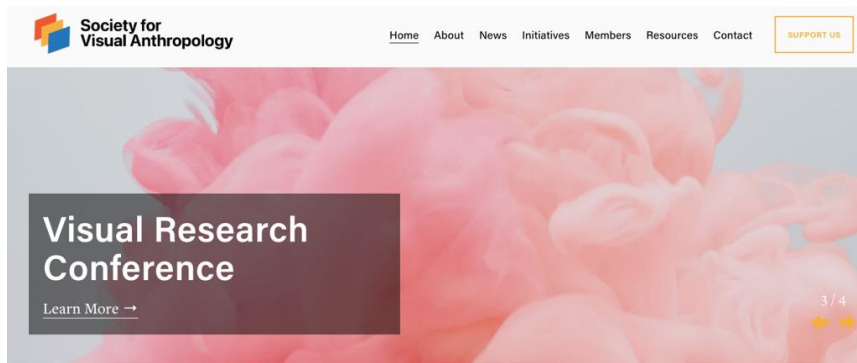 Society for
Visual Anthropology
Home About News Initiatives Members Resources Contact SUPPORT US
Visual Research
Conference
Learn More →
3 / 4